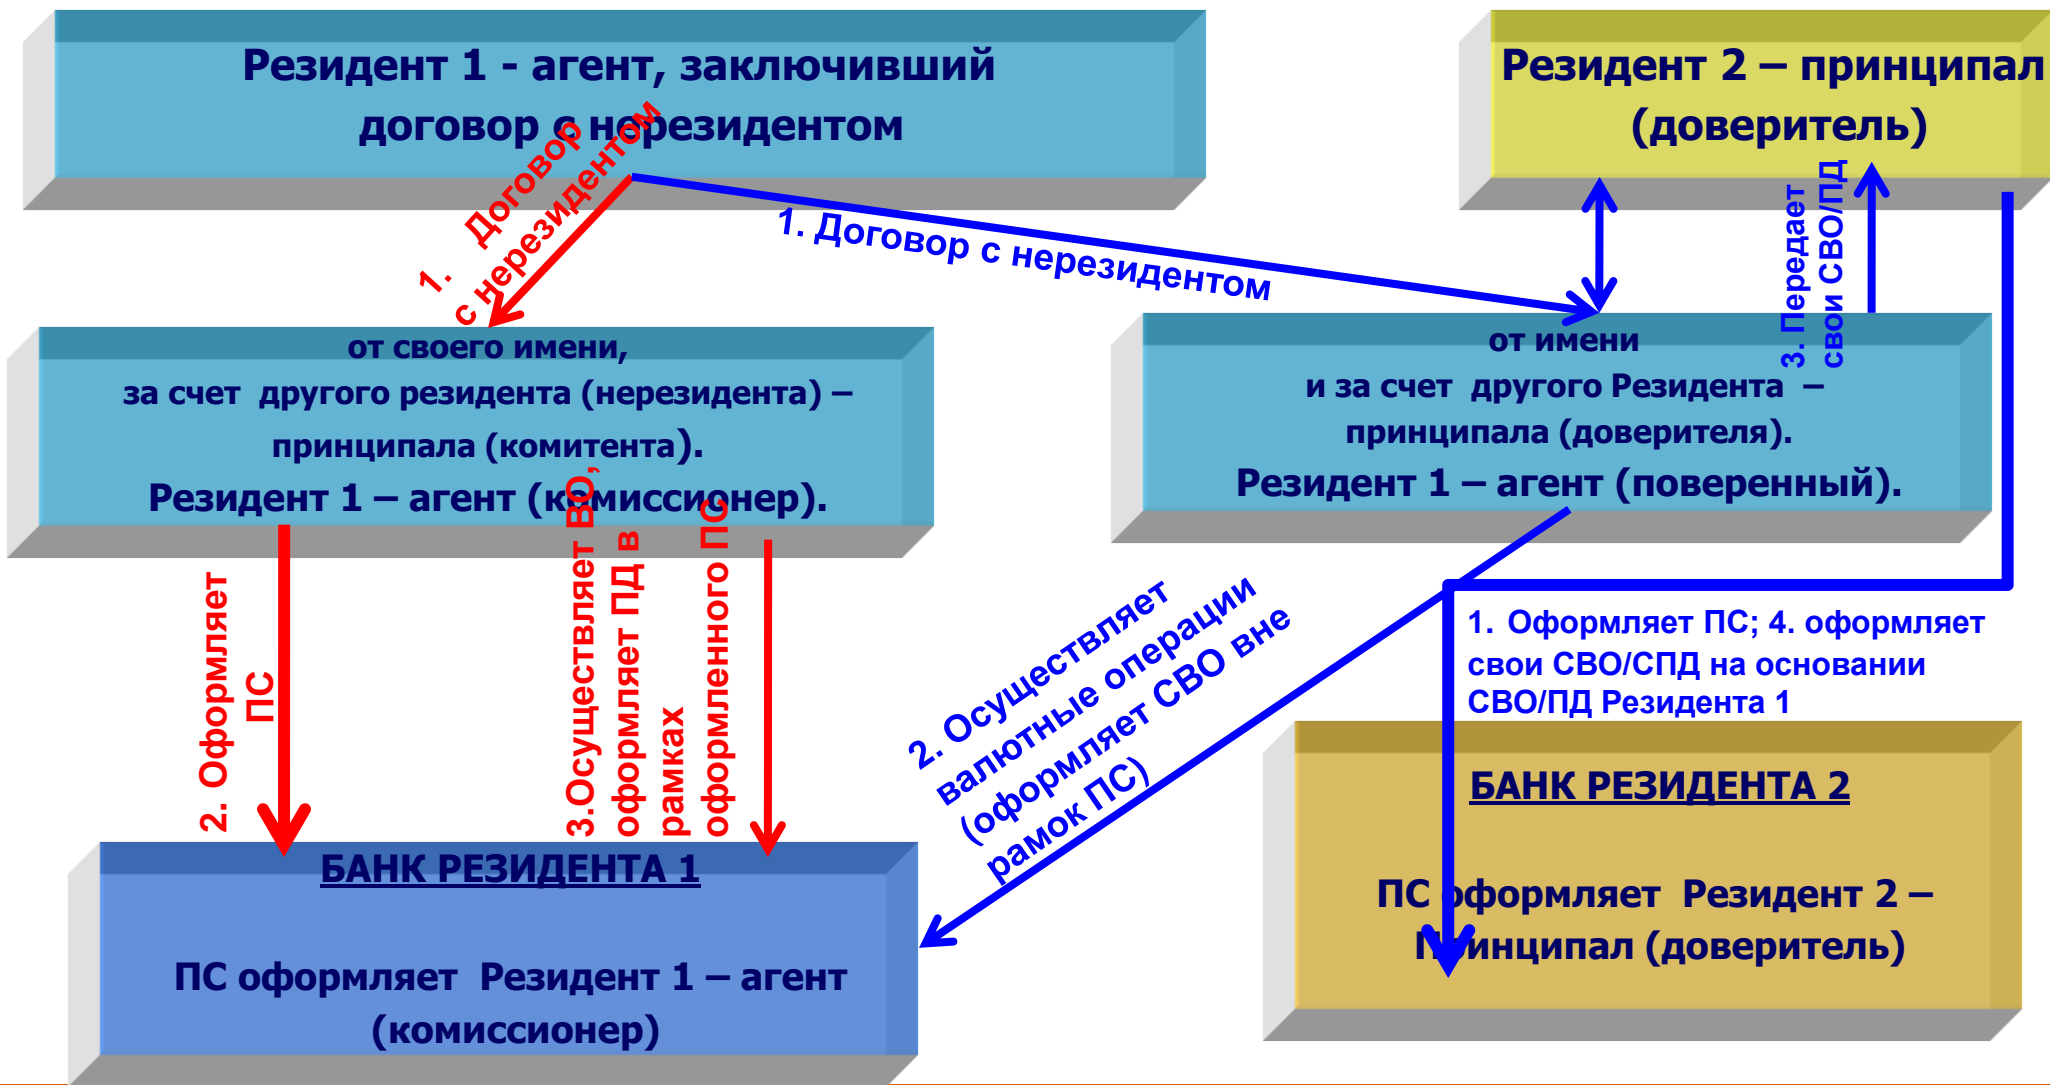 Резидент 1 - агент, заключивший
договор с нерезидентом
Резидент 2 – принципал
(доверитель)
1. Договор
с нерезидентом
1. Договор с нерезидентом
3. Передает
свои СВО/ПД
от своего имени,
за счет другого резидента (нерезидента) –
принципала (комитента).
Резидент 1 – агент (комиссионер).
от имени
и за счет другого Резидента –
принципала (доверителя).
Резидент 1 – агент (поверенный).
2. Оформляет
ПС
3.Осуществляет ВО,
оформляет ПД в
рамках
оформленного ПС
2. Осуществляет
валютные операции
(оформляет СВО вне
рамок ПС)
1. Оформляет ПС; 4. оформляет
свои СВО/СПД на основании
СВО/ПД Резидента 1
БАНК РЕЗИДЕНТА 1
ПС оформляет Резидент 1 – агент
(комиссионер)
БАНК РЕЗИДЕНТА 2
ПС оформляет Резидент 2 –
Принципал (доверитель)